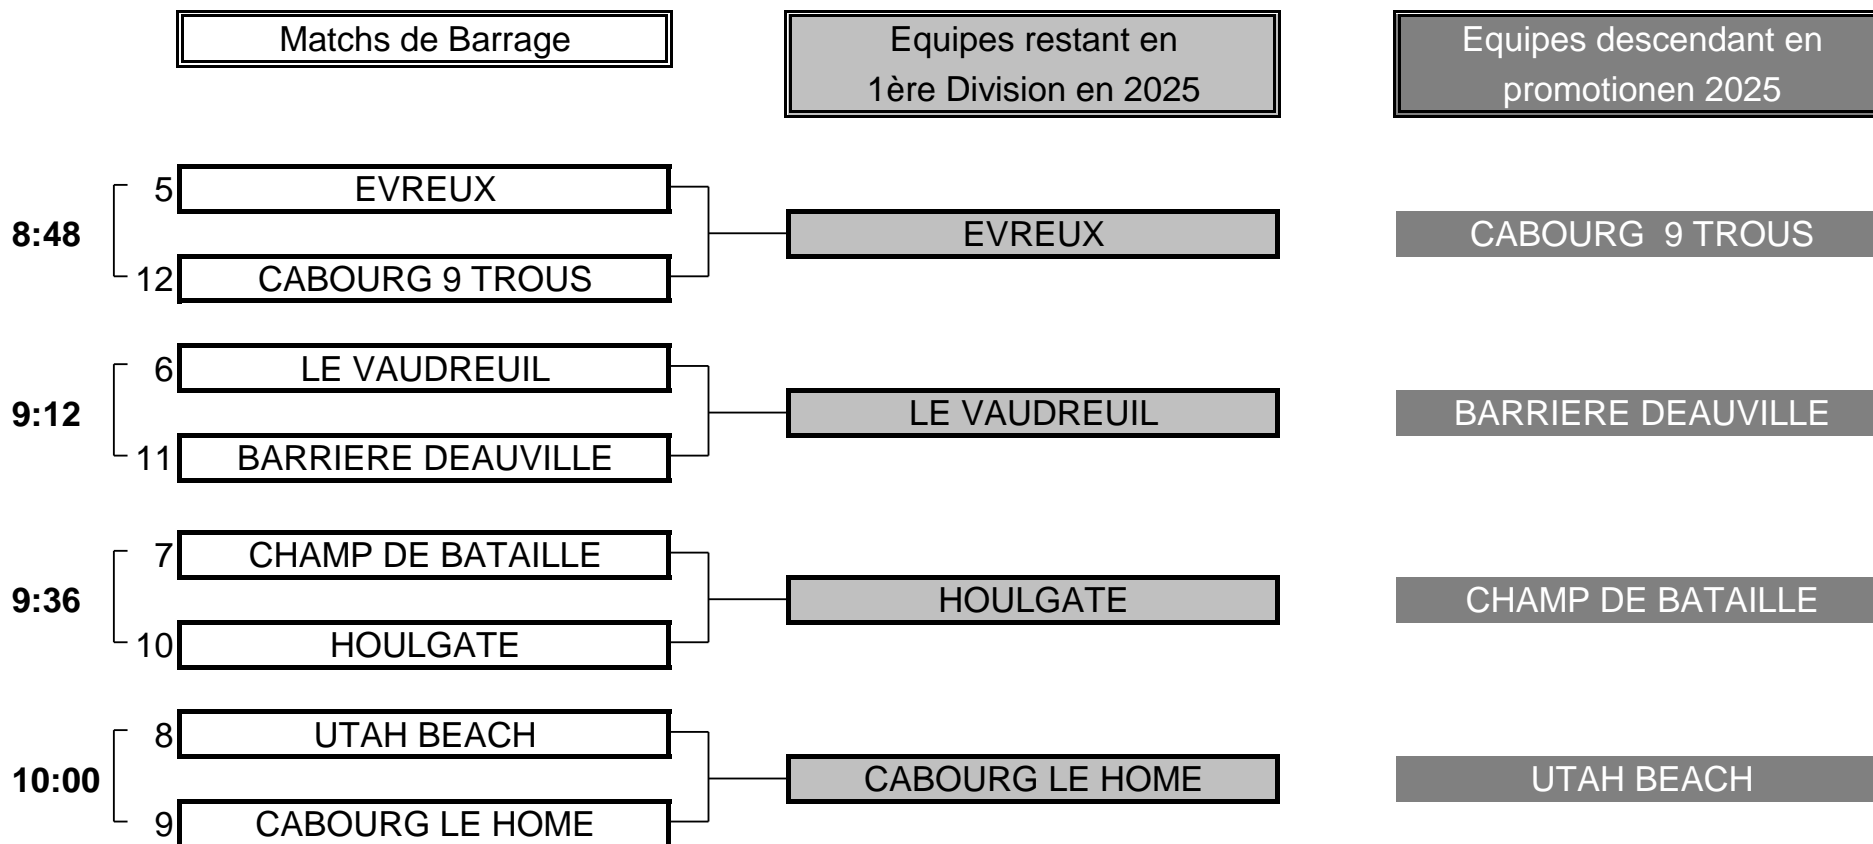 Matchs de Barrage
Equipes restant en
1ère Division en 2025
Equipes descendant en
promotionen 2025
8:48
5 EVREUX
12 CABOURG 9 TROUS
EVREUX
CABOURG  9 TROUS
9:12
6 LE VAUDREUIL
11 BARRIERE DEAUVILLE
LE VAUDREUIL
BARRIERE DEAUVILLE
9:36
7 CHAMP DE BATAILLE
10 HOULGATE
HOULGATE
CHAMP DE BATAILLE
10:00
8 UTAH BEACH
9 CABOURG LE HOME
CABOURG LE HOME
UTAH BEACH